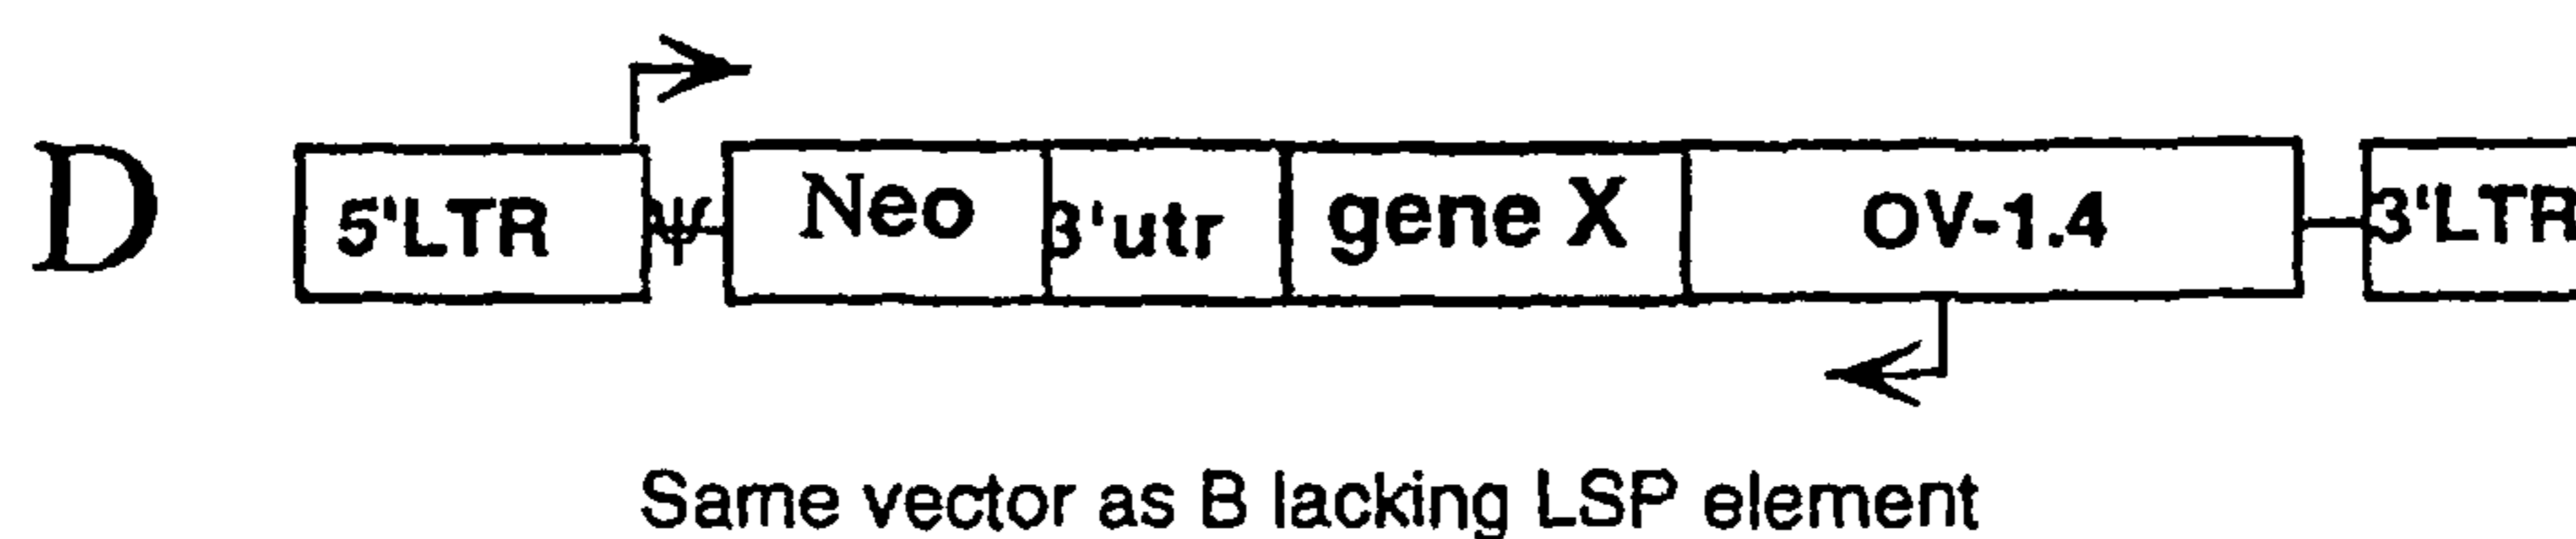 D 5'LTR ψ Neo 3'utr gene X OV-1.4 3'LTR
Same vector as B lacking LSP element